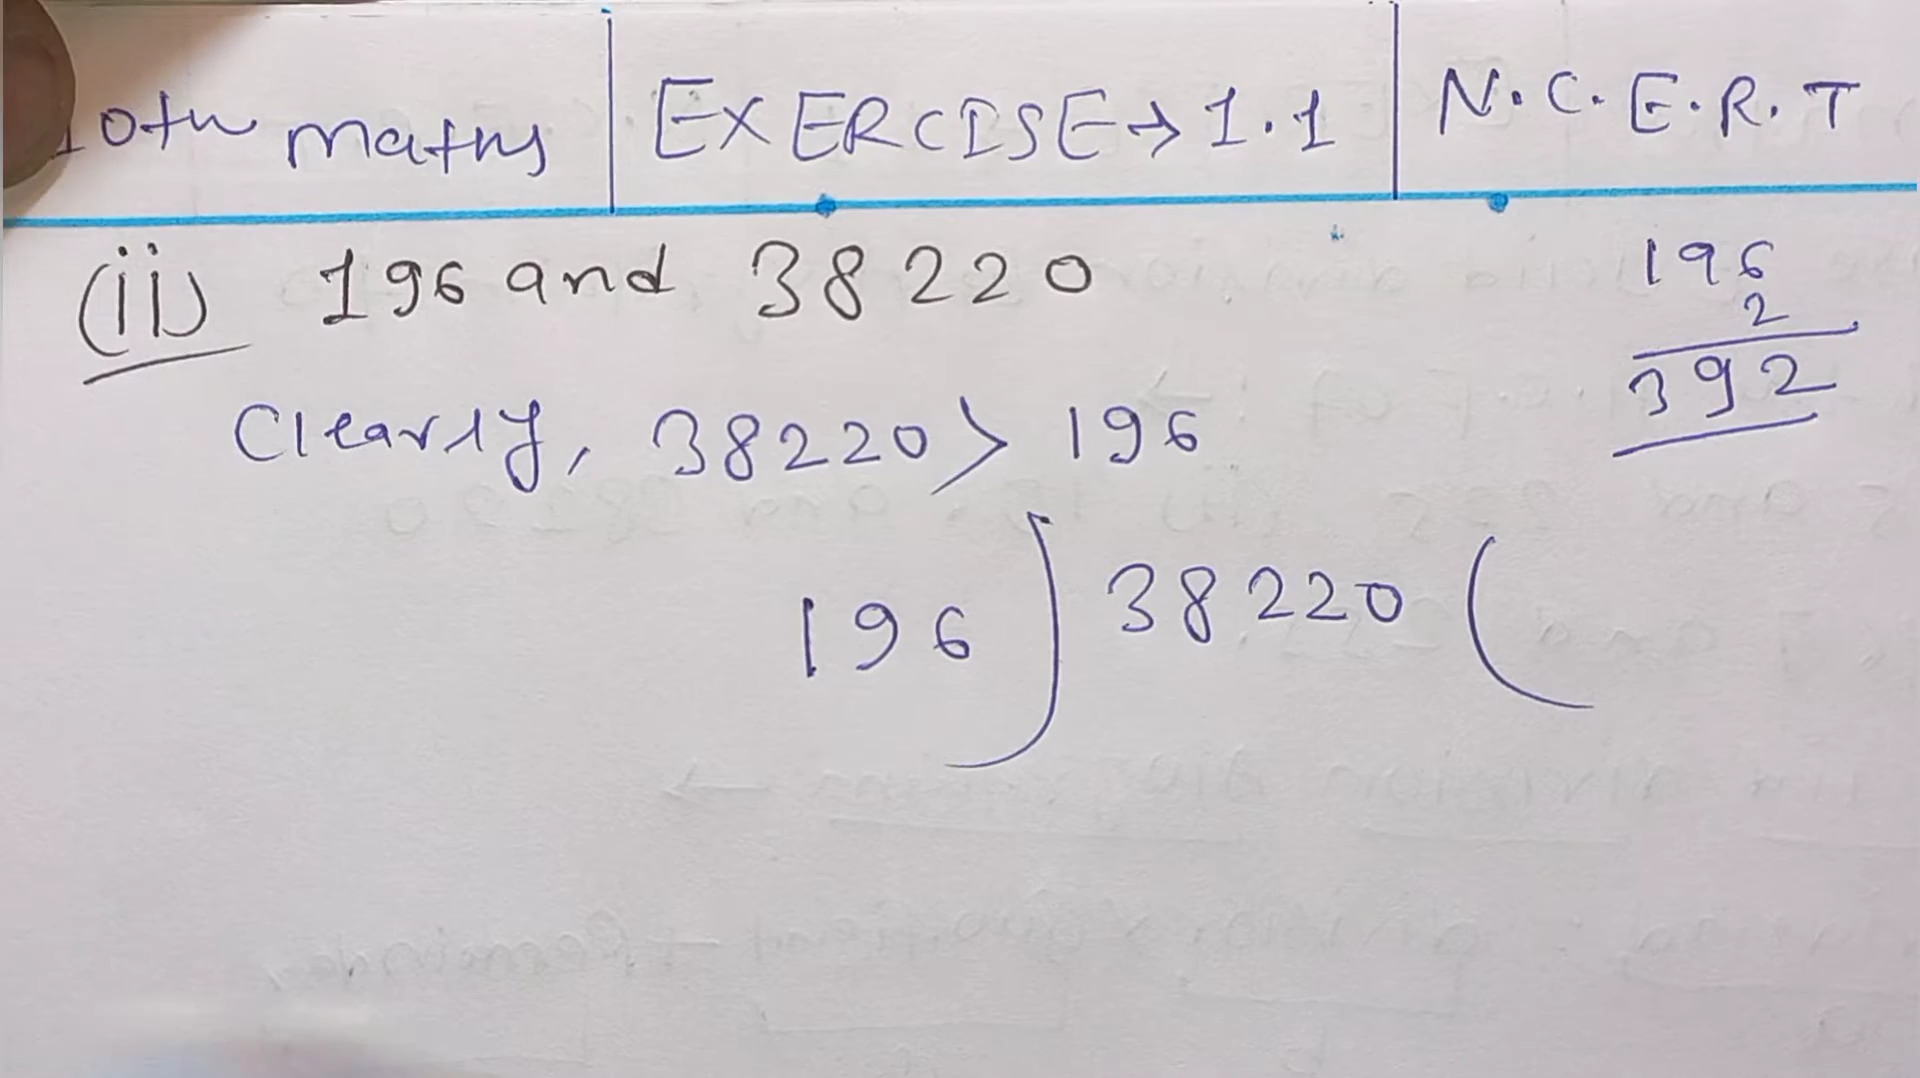 10th maths | EXERCISE → 1.1 | N.C.E.R.T
(ii) 196 and 38220
Clearly, 38220 > 196
196
2
392
196 ) 38220 (